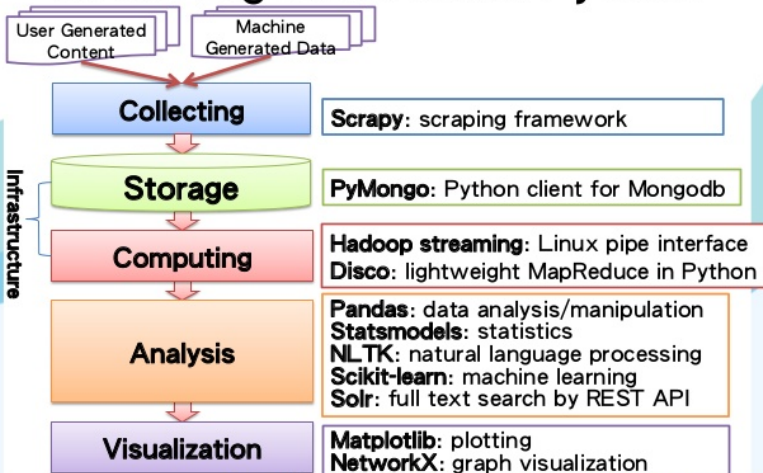 User Generated
Content
Machine
Generated Data
Collecting
Scrapy: scraping framework
Infrastructure
Storage
PyMongo: Python client for Mongodb
Computing
Hadoop streaming: Linux pipe interface
Disco: lightweight MapReduce in Python
Analysis
Pandas: data analysis/manipulation
Statsmodels: statistics
NLTK: natural language processing
Scikit-learn: machine learning
Solr: full text search by REST API
Visualization
Matplotlib: plotting
NetworkX: graph visualization